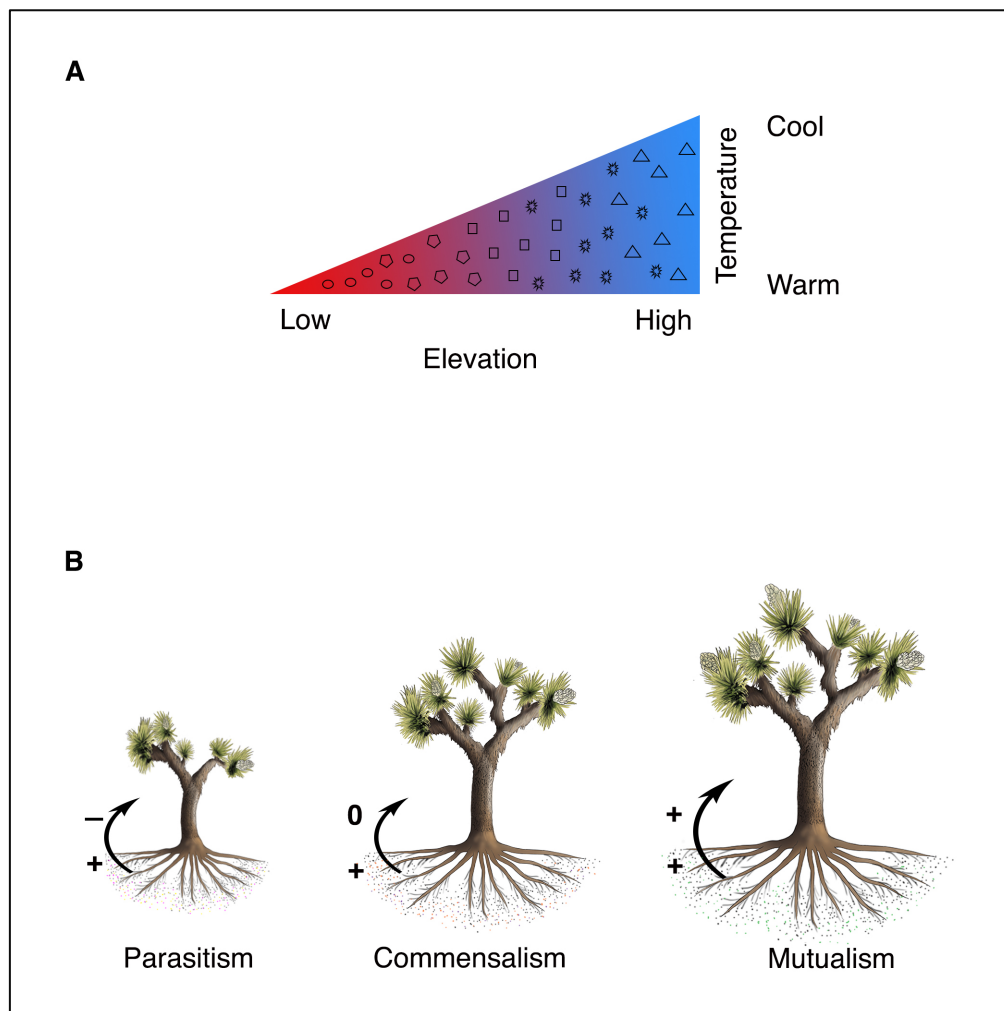 A
Cool
Temperature
Warm
Low
High
Elevation
B
–
+
0
+
+
+
Parasitism
Commensalism
Mutualism